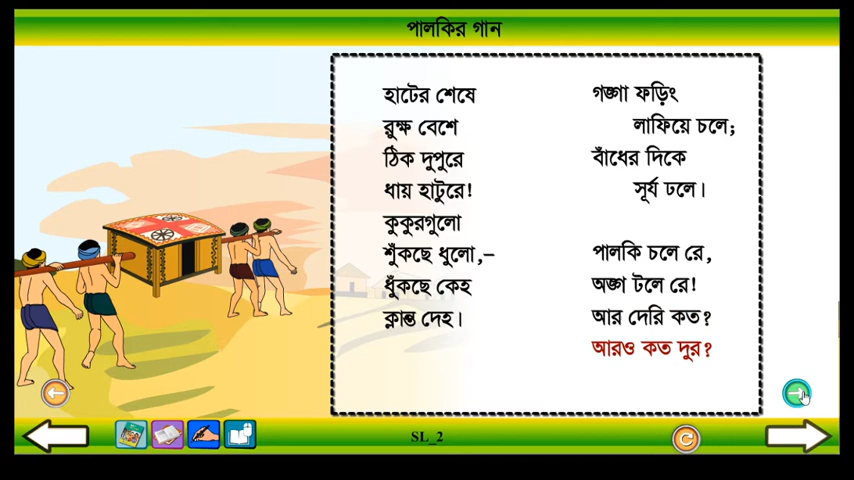 পালকির গান
হাটের শেষে
রুক্ষ বেশে
ঠিক দুপুরে
ধায় হাটুরে!
কুকুরগুলো
শুঁকছে ধুলো,–
ধুঁকছে কেহ
ক্লান্ত দেহ।
গঙ্গা ফড়িং
লাফিয়ে চলে;
বাঁধের দিকে
সূর্য ঢলে।
পালকি চলে রে,
অঙ্গ টলে রে!
আর দেরি কত?
আরও কত দুর?
SL_2